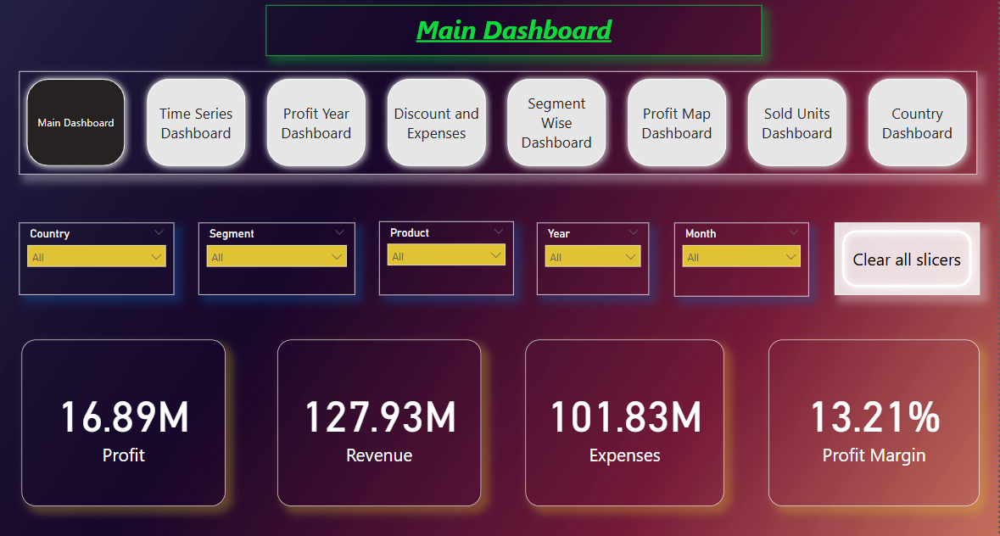 Main Dashboard
Main Dashboard
Time Series
Dashboard
Profit Year
Dashboard
Discount and
Expenses
Segment
Wise
Dashboard
Profit Map
Dashboard
Sold Units
Dashboard
Country
Dashboard
Country
All
Segment
All
Product
All
Year
All
Month
All
Clear all slicers
16.89M
Profit
127.93M
Revenue
101.83M
Expenses
13.21%
Profit Margin